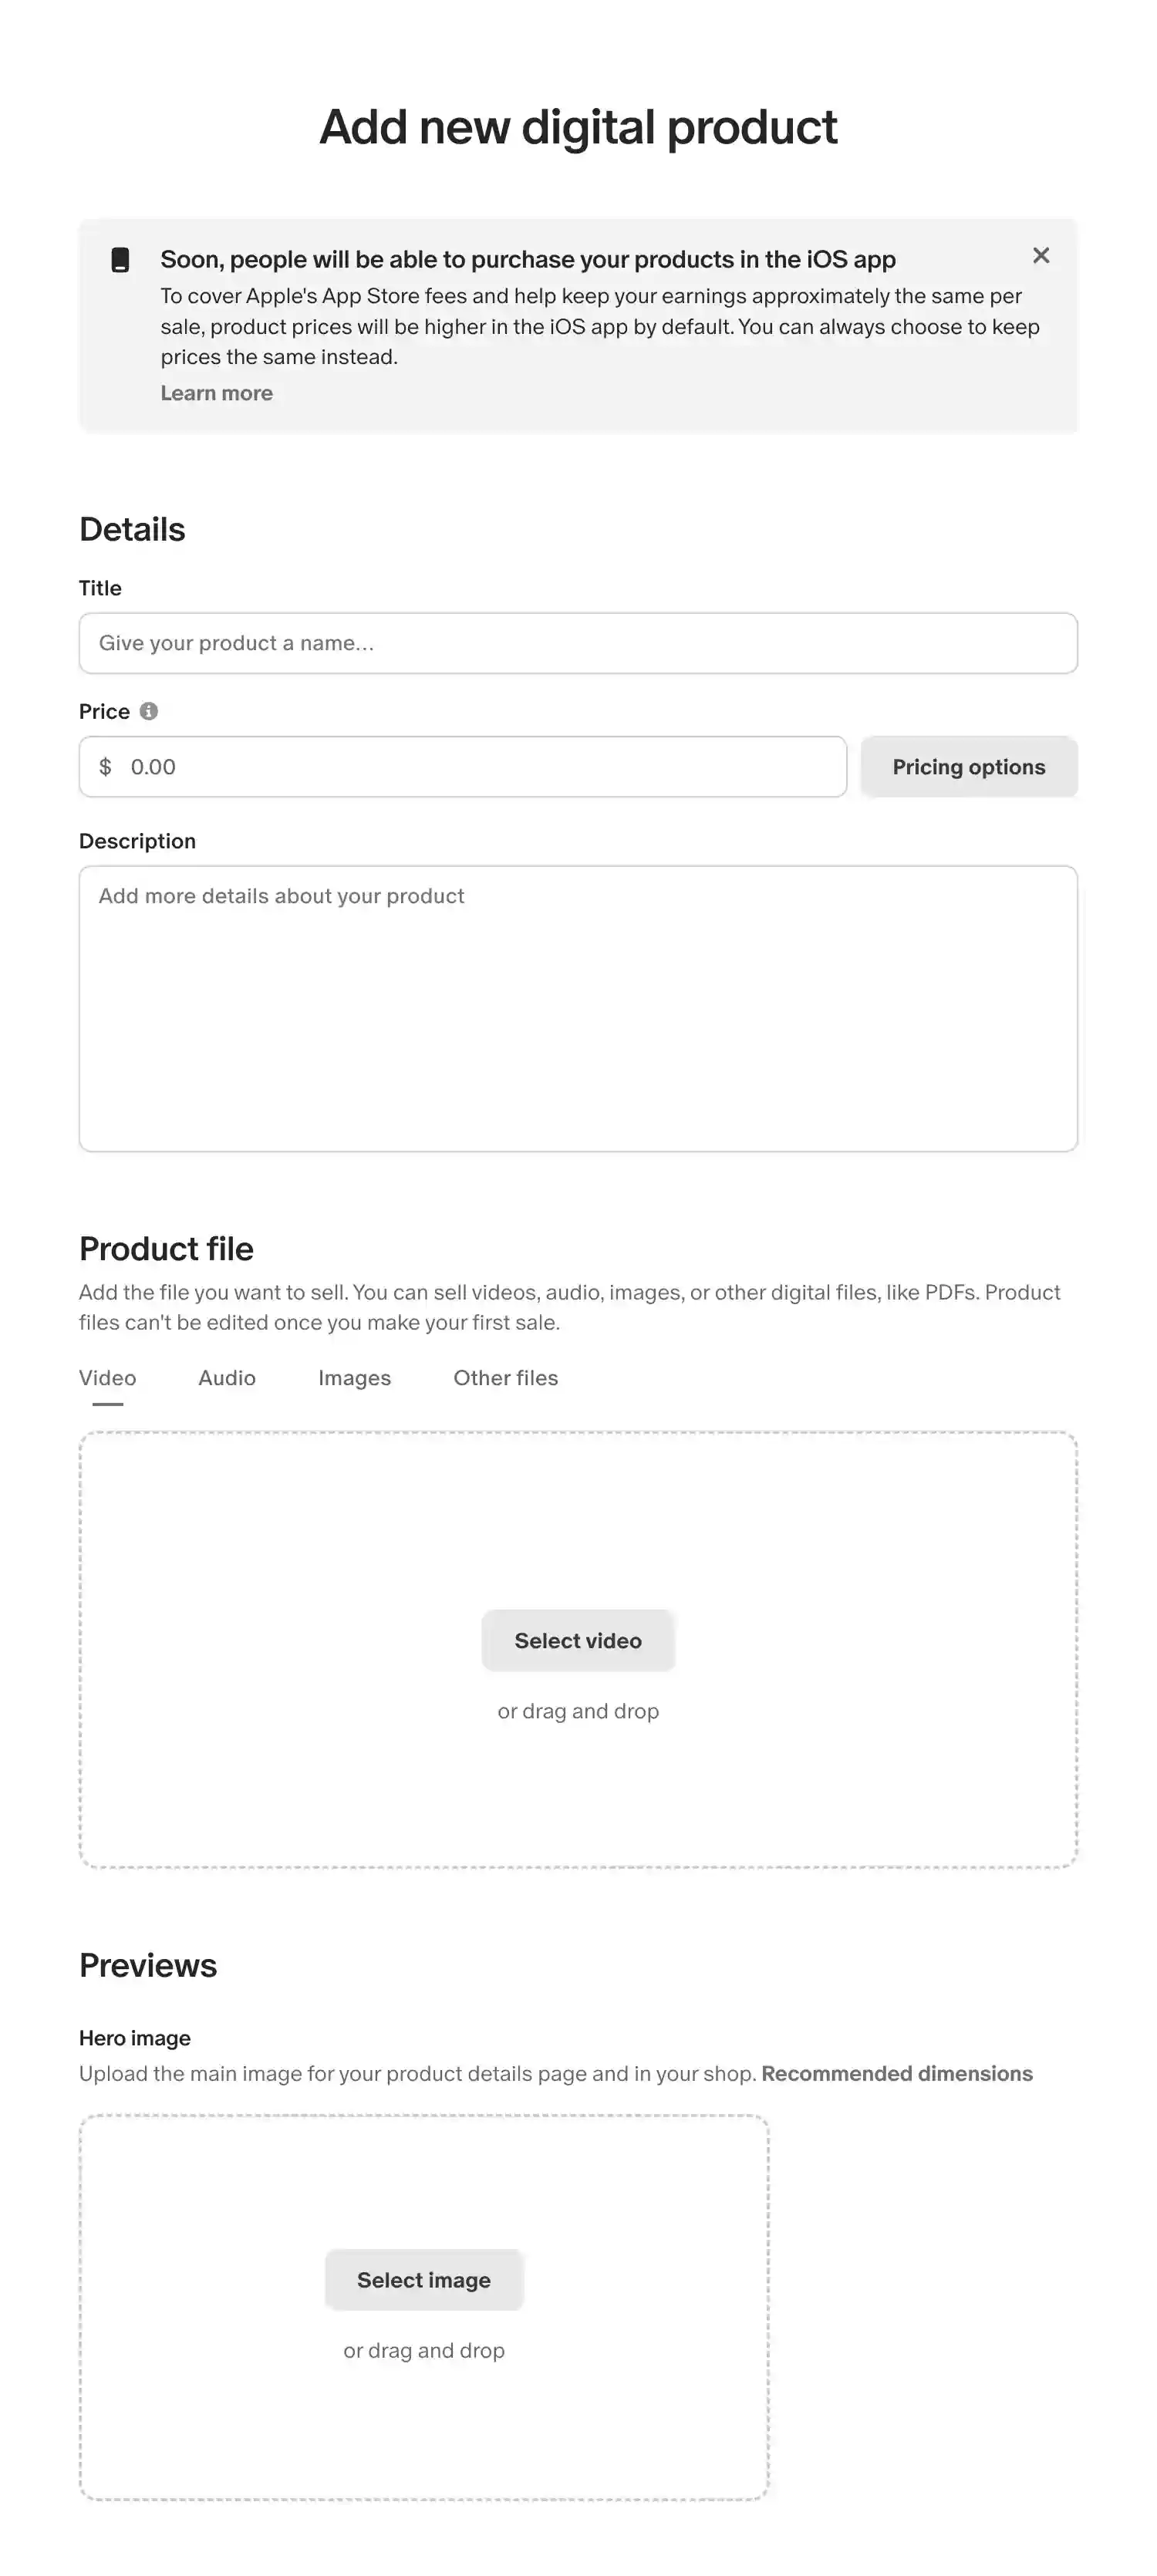 Add new digital product
Soon, people will be able to purchase your products in the iOS app
To cover Apple's App Store fees and help keep your earnings approximately the same per
sale, product prices will be higher in the iOS app by default. You can always choose to keep
prices the same instead.
Learn more
Details
Title
Give your product a name...
Price
$ 0.00
Pricing options
Description
Add more details about your product
Product file
Add the file you want to sell. You can sell videos, audio, images, or other digital files, like PDFs. Product
files can't be edited once you make your first sale.
Video Audio Images Other files
Select video
or drag and drop
Previews
Hero image
Upload the main image for your product details page and in your shop. Recommended dimensions
Select image
or drag and drop